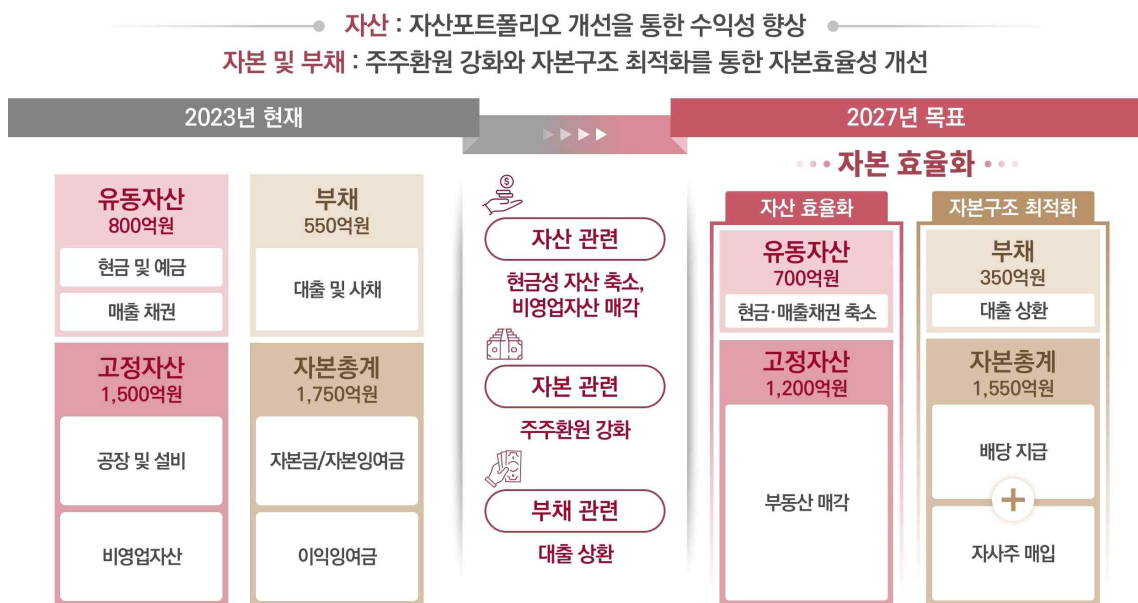 자산 : 자산포트폴리오 개선을 통한 수익성 향상
자본 및 부채 : 주주환원 강화와 자본구조 최적화를 통한 자본효율성 개선
2023년 현재
유동자산
800억원
현금 및 예금
매출 채권
부채
550억원
대출 및 사채
고정자산
1,500억원
공장 및 설비
비영업자산
자본총계
1,750억원
자본금/자본잉여금
이익잉여금
$
자산 관련
현금성 자산 축소,
비영업자산 매각
자본 관련
주주환원 강화
부채 관련
대출 상환
2027년 목표
자본 효율화
자산 효율화
유동자산
700억원
현금·매출채권 축소
고정자산
1,200억원
부동산 매각
자본구조 최적화
부채
350억원
대출 상환
자본총계
1,550억원
배당 지급
+
자사주 매입